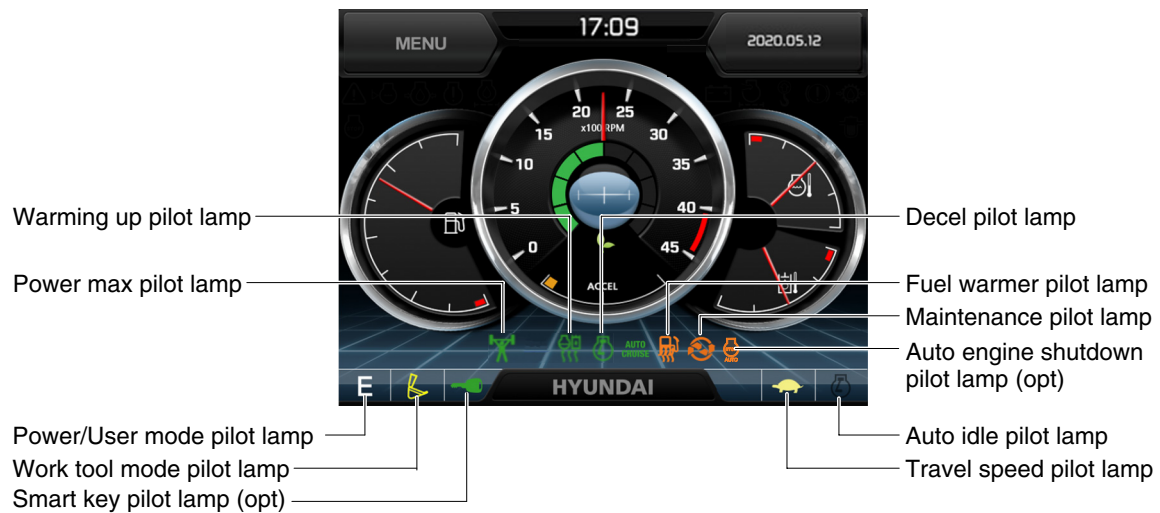 17:09
MENU
2020.05.12
20 25
x100 RPM
15 30
10 35
5 40
0 45
ACCEL
Warming up pilot lamp
Decel pilot lamp
Power max pilot lamp
Fuel warmer pilot lamp
Maintenance pilot lamp
AUTO
CRUISE
AUTO
Auto engine shutdown
pilot lamp (opt)
E
HYUNDAI
Power/User mode pilot lamp
Auto idle pilot lamp
Work tool mode pilot lamp
Travel speed pilot lamp
Smart key pilot lamp (opt)